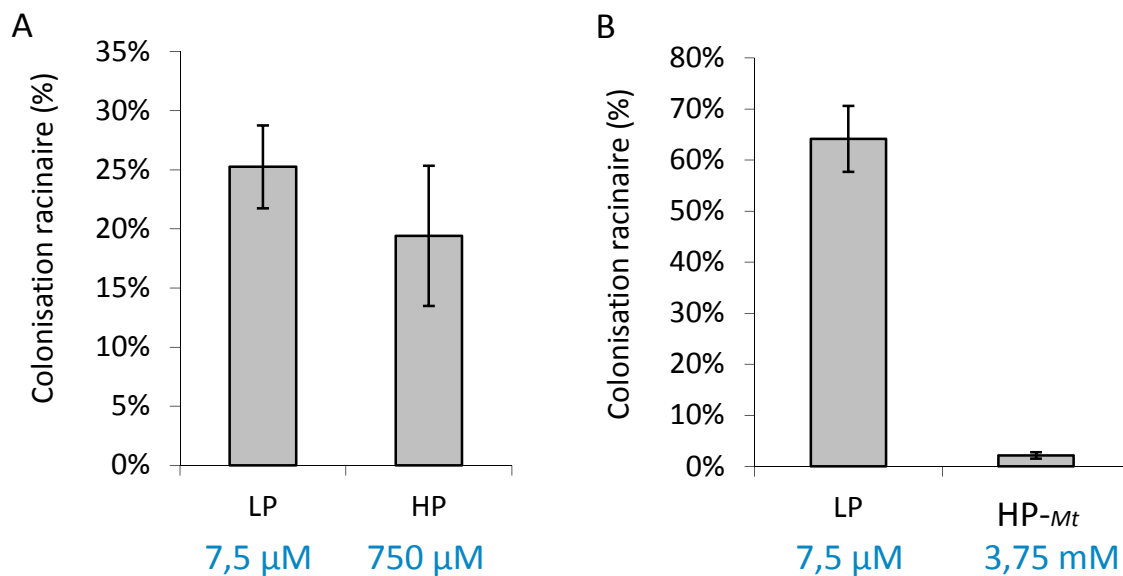 A
Colonisation racinaire (%)
35%
30%
25%
20%
15%
10%
5%
0%
LP HP
7,5 µM 750 µM
B
Colonisation racinaire (%)
80%
70%
60%
50%
40%
30%
20%
10%
0%
LP HP-Mt
7,5 µM 3,75 mM